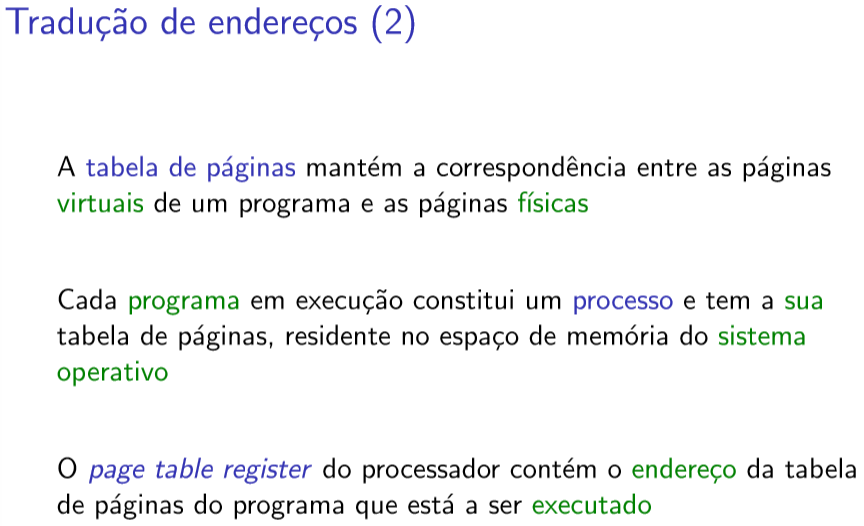 Tradução de endereços (2)
A tabela de páginas mantém a correspondência entre as páginas
virtuais de um programa e as páginas físicas
Cada programa em execução constitui um processo e tem a sua
tabela de páginas, residente no espaço de memória do sistema
operativo
O page table register do processador contém o endereço da tabela
de páginas do programa que está a ser executado